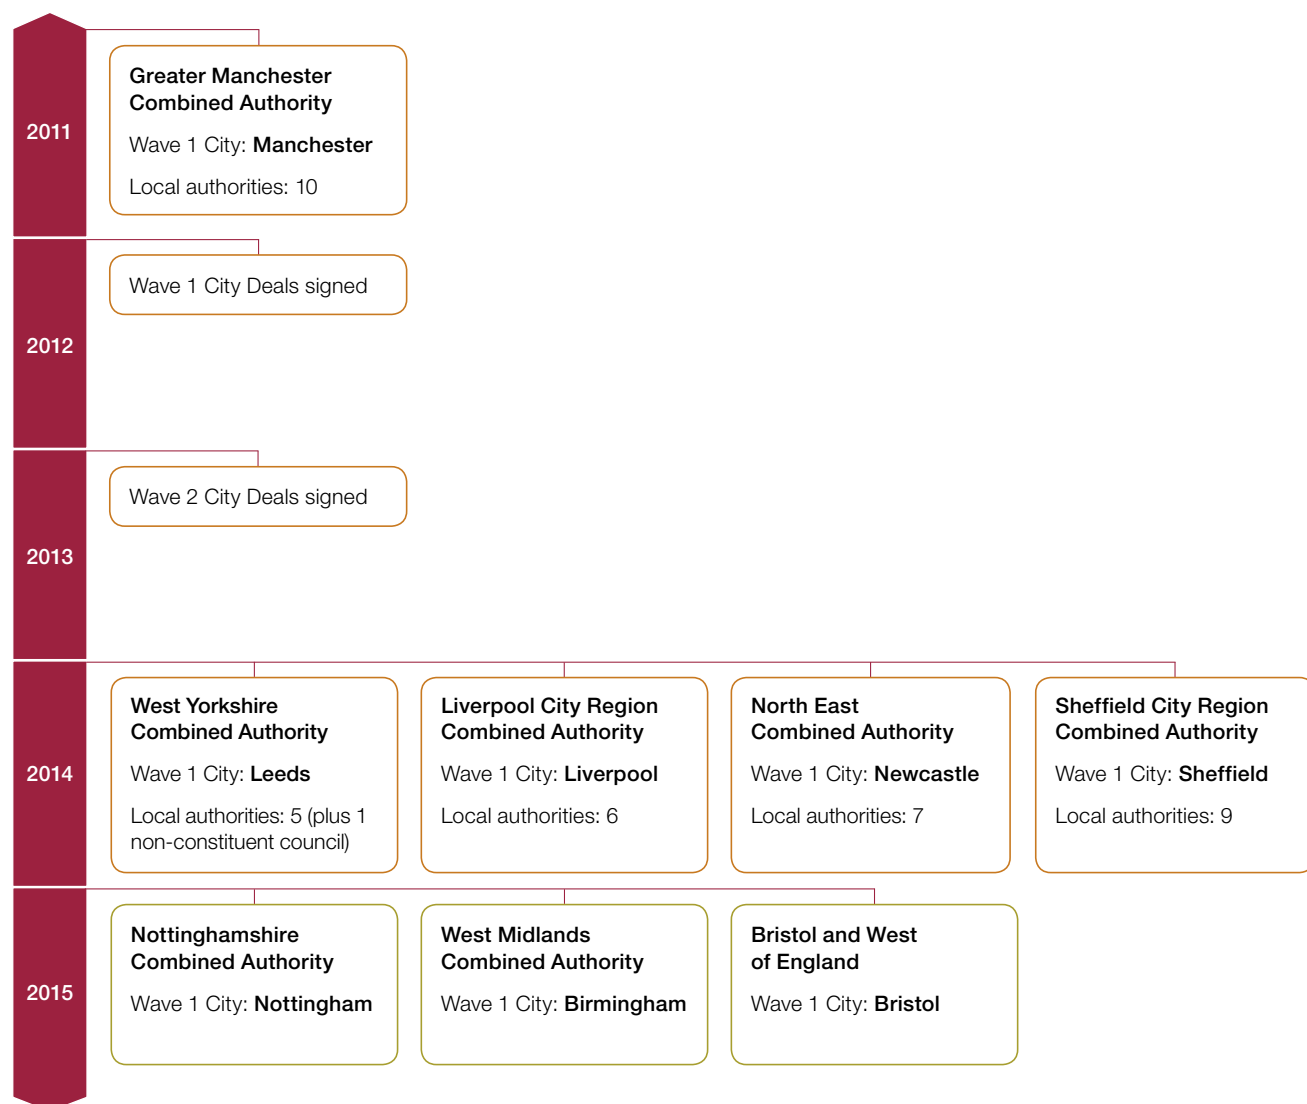 2011
Greater Manchester
Combined Authority
Wave 1 City: Manchester
Local authorities: 10
2012
Wave 1 City Deals signed
2013
Wave 2 City Deals signed
2014
West Yorkshire
Combined Authority
Wave 1 City: Leeds
Local authorities: 5 (plus 1
non-constituent council)
Liverpool City Region
Combined Authority
Wave 1 City: Liverpool
Local authorities: 6
North East
Combined Authority
Wave 1 City: Newcastle
Local authorities: 7
Sheffield City Region
Combined Authority
Wave 1 City: Sheffield
Local authorities: 9
2015
Nottinghamshire
Combined Authority
Wave 1 City: Nottingham
West Midlands
Combined Authority
Wave 1 City: Birmingham
Bristol and West
of England
Wave 1 City: Bristol